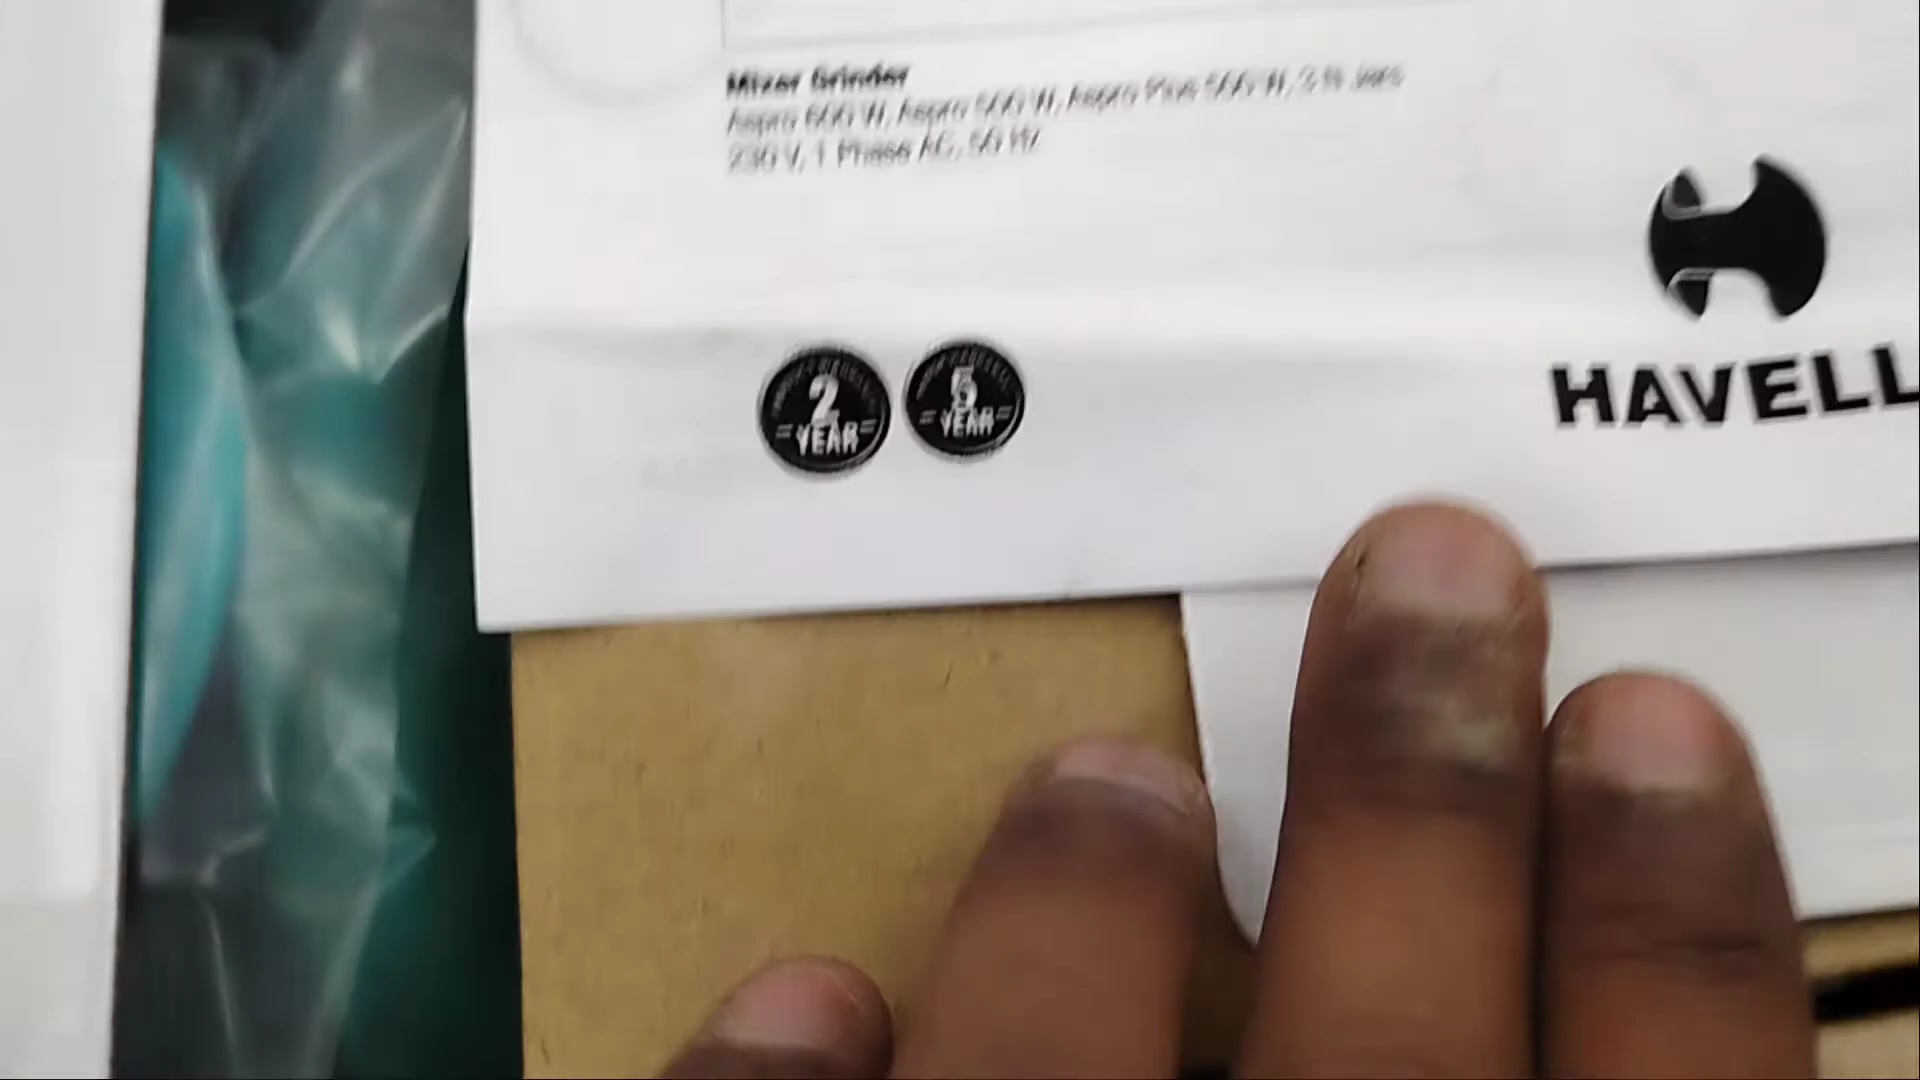 Mixer Grinder
Aspro 600 W, Aspro 500 W, Aspro Plus 500 W, 3 N Jars
230 V, 1 Phase AC, 50 Hz
2
YEAR
5
YEAR
HAVELL